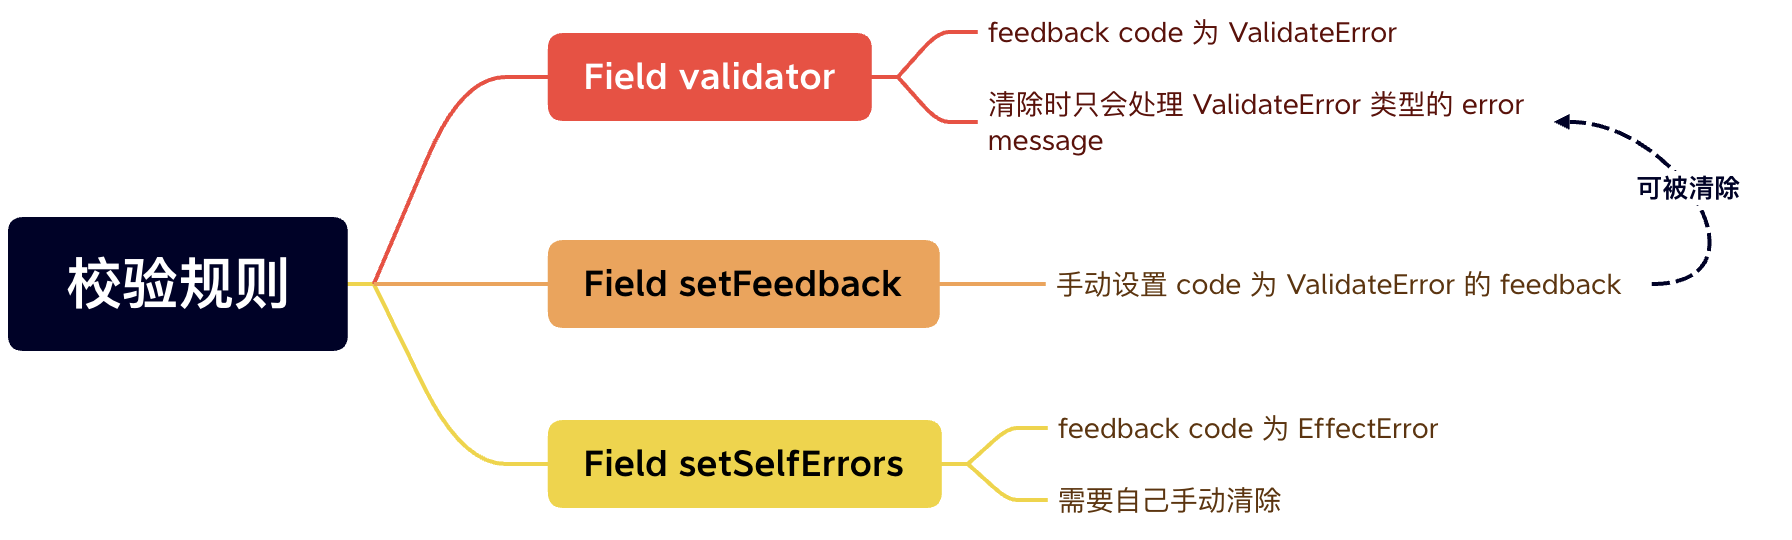 校验规则
Field validator
feedback code 为 ValidateError
清除时只会处理 ValidateError 类型的 error
message
可被清除
Field setFeedback
手动设置 code 为 ValidateError 的 feedback
Field setSelfErrors
feedback code 为 EffectError
需要自己手动清除